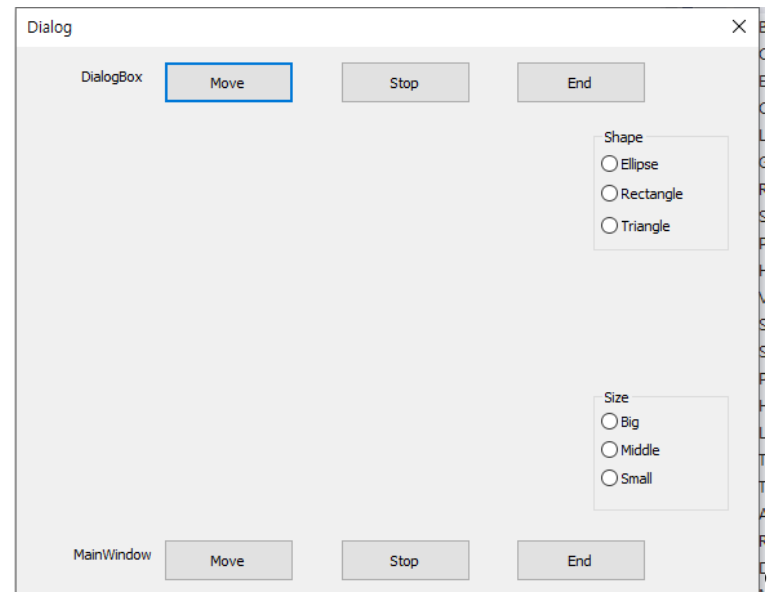 Dialog
DialogBox Move Stop End
Shape
Ellipse
Rectangle
Triangle
Size
Big
Middle
Small
MainWindow Move Stop End